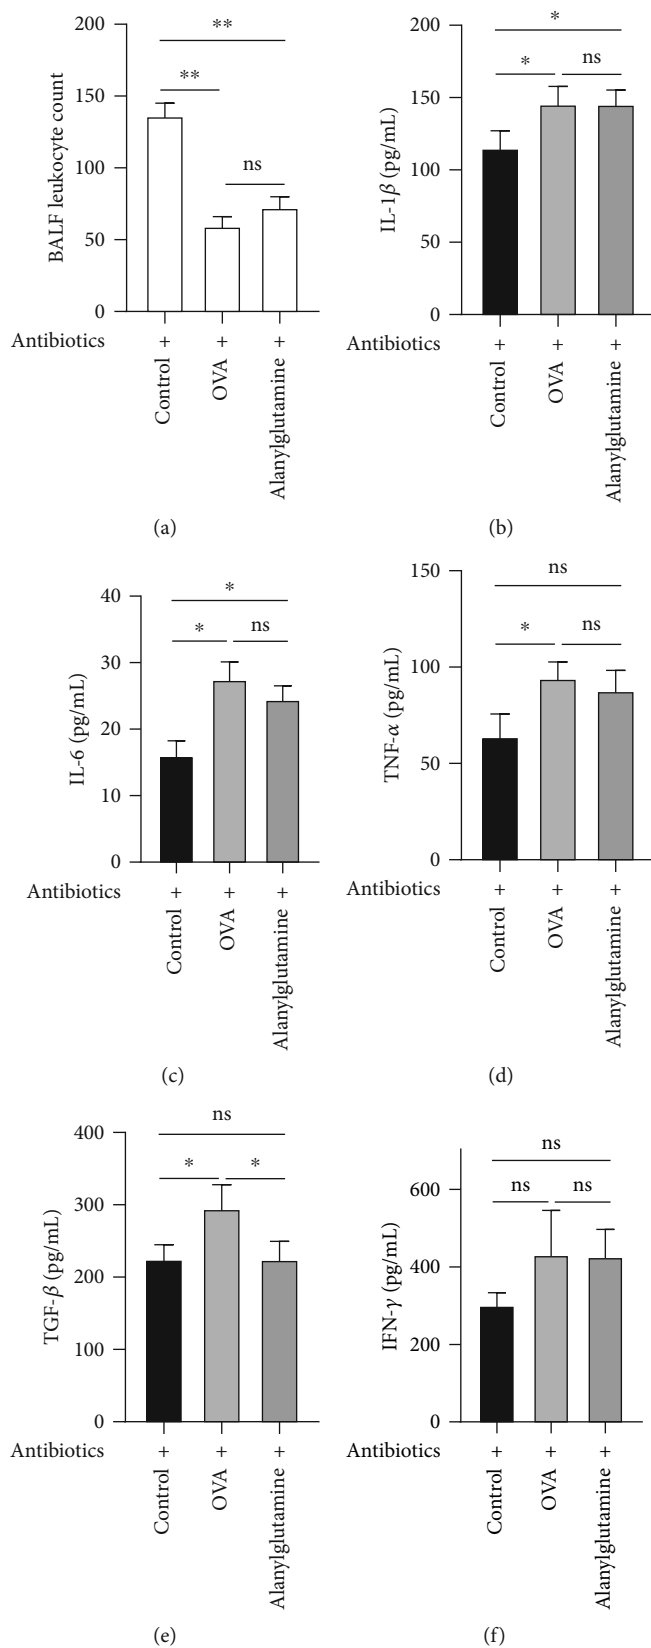 200
150
100
50
0
BALF leukocyte count
**
**
ns
Antibiotics + + +
Control
OVA
Alanylglutamine
(a)
200
150
100
50
0
IL-1β (pg/mL)
*
*
ns
Antibiotics + + +
Control
OVA
Alanylglutamine
(b)
40
30
20
10
0
IL-6 (pg/mL)
*
*
ns
Antibiotics + + +
Control
OVA
Alanylglutamine
(c)
150
100
50
0
TNF-α (pg/mL)
ns
*
ns
Antibiotics + + +
Control
OVA
Alanylglutamine
(d)
400
300
200
100
0
TGF-β (pg/mL)
ns
*
*
Antibiotics + + +
Control
OVA
Alanylglutamine
(e)
600
400
200
0
IFN-γ (pg/mL)
ns
ns
ns
Antibiotics + + +
Control
OVA
Alanylglutamine
(f)